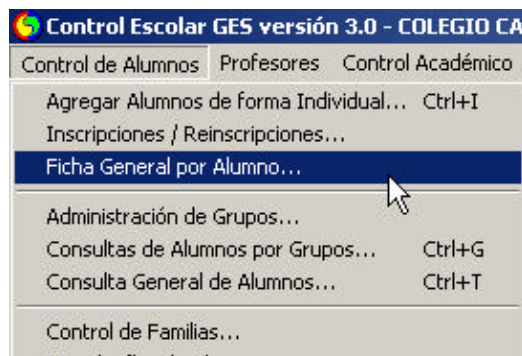 Control Escolar GES versión 3.0 - COLEGIO CA
Control de Alumnos Profesores Control Académico
Agregar Alumnos de forma Individual... Ctrl+I
Inscripciones / Reinscripciones...
Ficha General por Alumno...
Administración de Grupos...
Consultas de Alumnos por Grupos... Ctrl+G
Consulta General de Alumnos... Ctrl+T
Control de Familias...